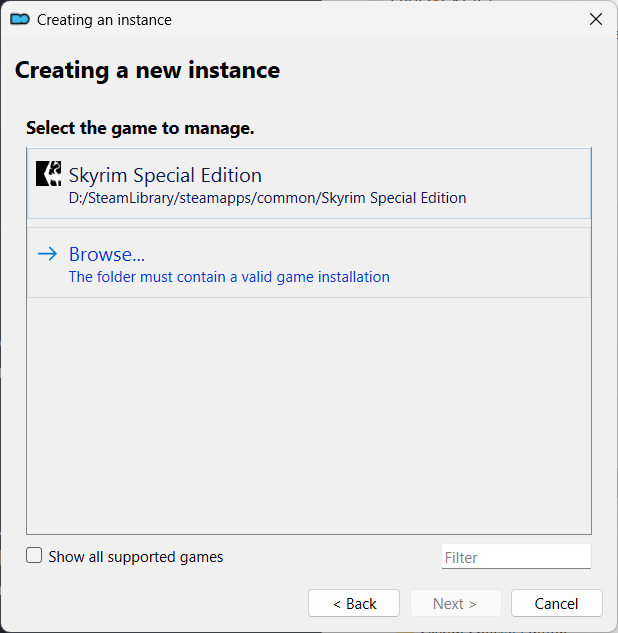 Creating an instance
Creating a new instance
Select the game to manage.
Skyrim Special Edition
D:/SteamLibrary/steamapps/common/Skyrim Special Edition
Browse...
The folder must contain a valid game installation
Show all supported games
Filter
< Back
Next >
Cancel